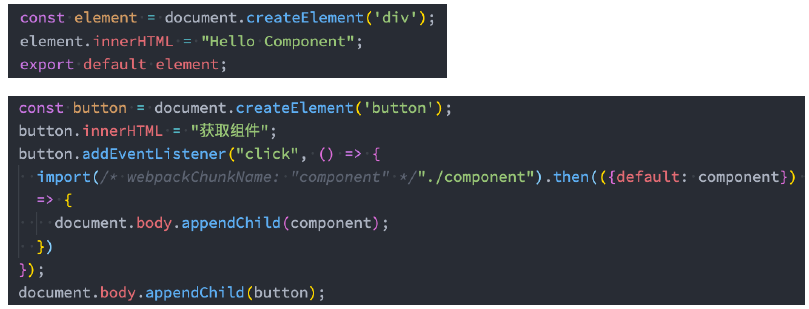 const element = document.createElement('div');
element.innerHTML = "Hello Component";
export default element;
const button = document.createElement('button');
button.innerHTML = "获取组件";
button.addEventListener("click", () => {
import(/* webpackChunkName: "component" */"./component").then(({default: component})
=> {
document.body.appendChild(component);
})
});
document.body.appendChild(button);